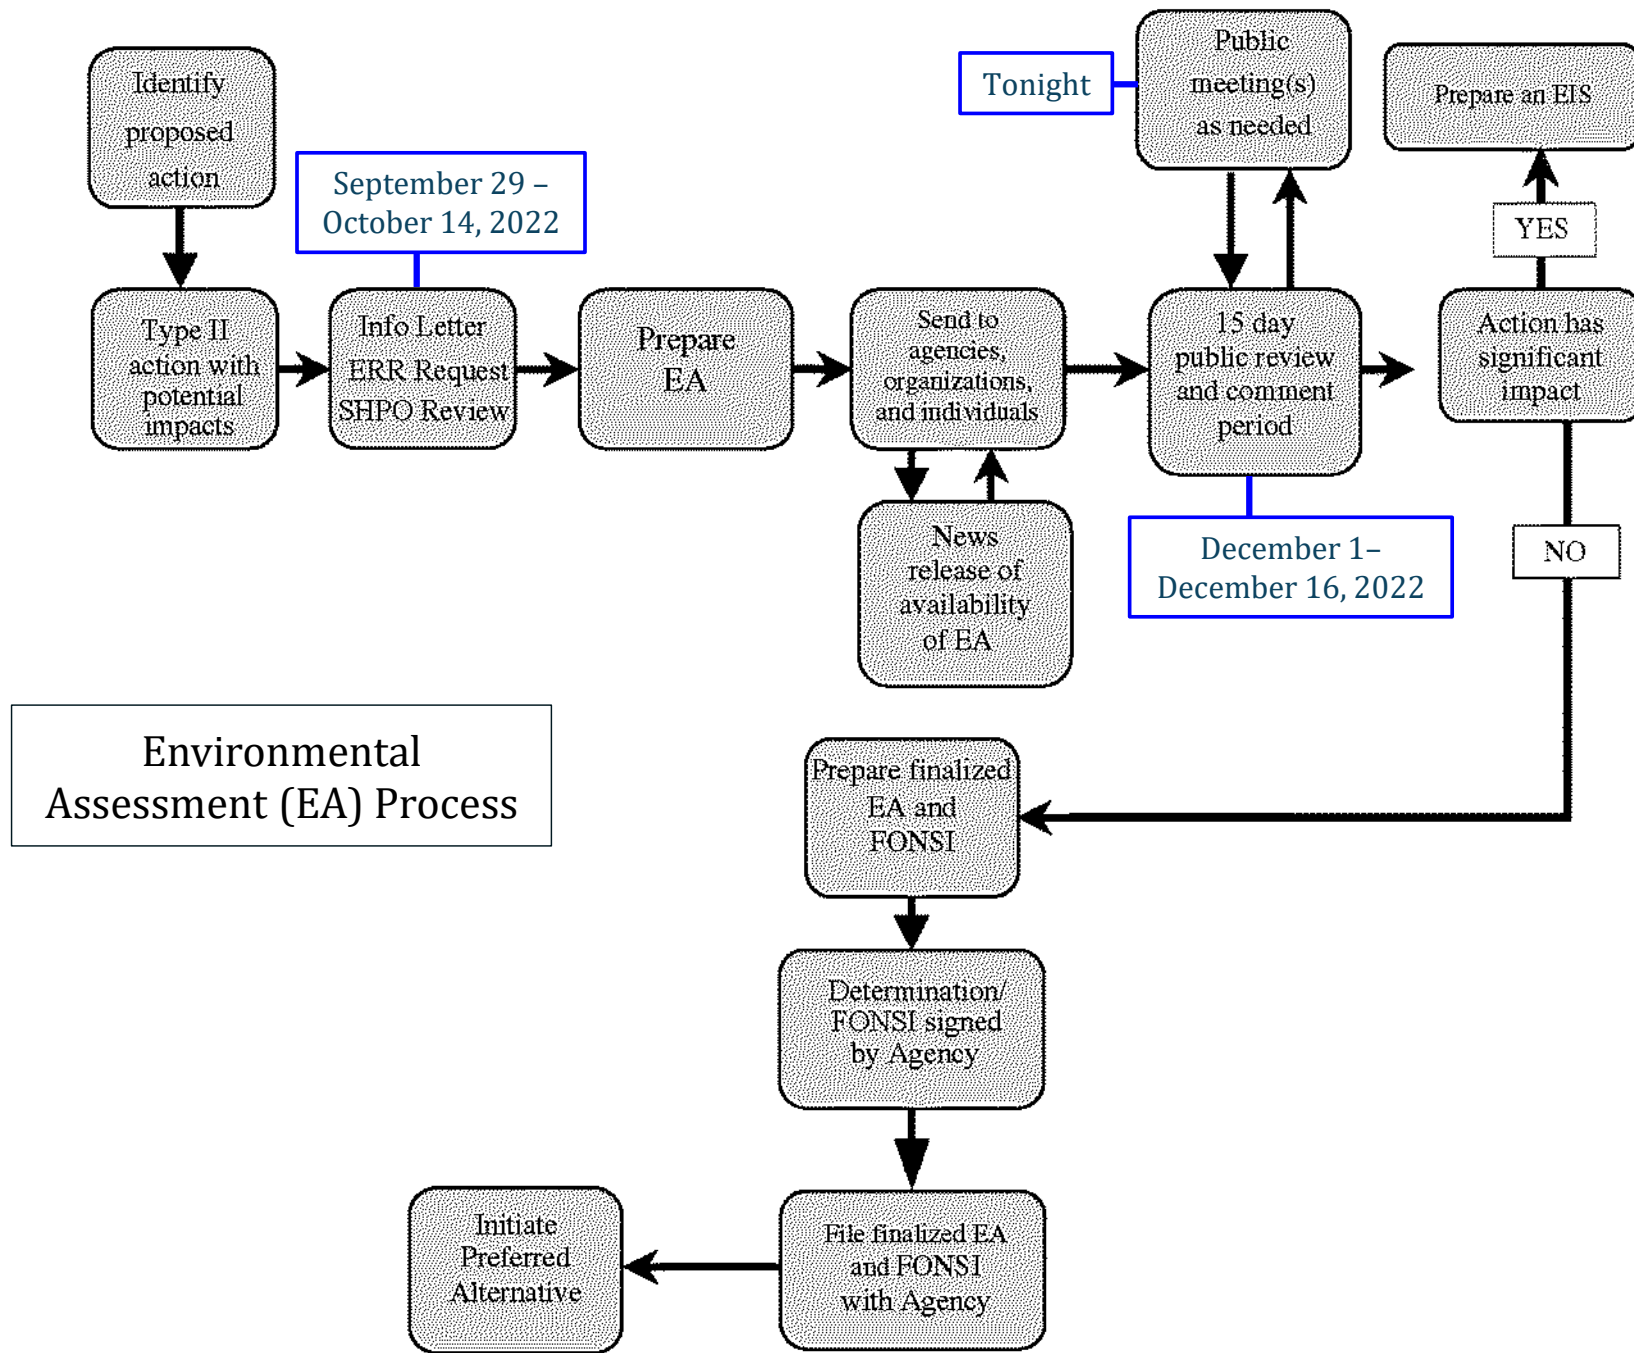 Identify
proposed
action
September 29 –
October 14, 2022
Tonight
Public
meeting(s)
as needed
Prepare an EIS
YES
Type II
action with
potential
impacts
Info Letter
ERR Request
SHPO Review
Prepare
EA
Send to
agencies,
organizations,
and individuals
15 day
public review
and comment
period
Action has
significant
impact
News
release of
availability
of EA
December 1–
December 16, 2022
NO
Environmental
Assessment (EA) Process
Prepare finalized
EA and
FONSI
Determination/
FONSI signed
by Agency
File finalized EA
and FONSI
with Agency
Initiate
Preferred
Alternative